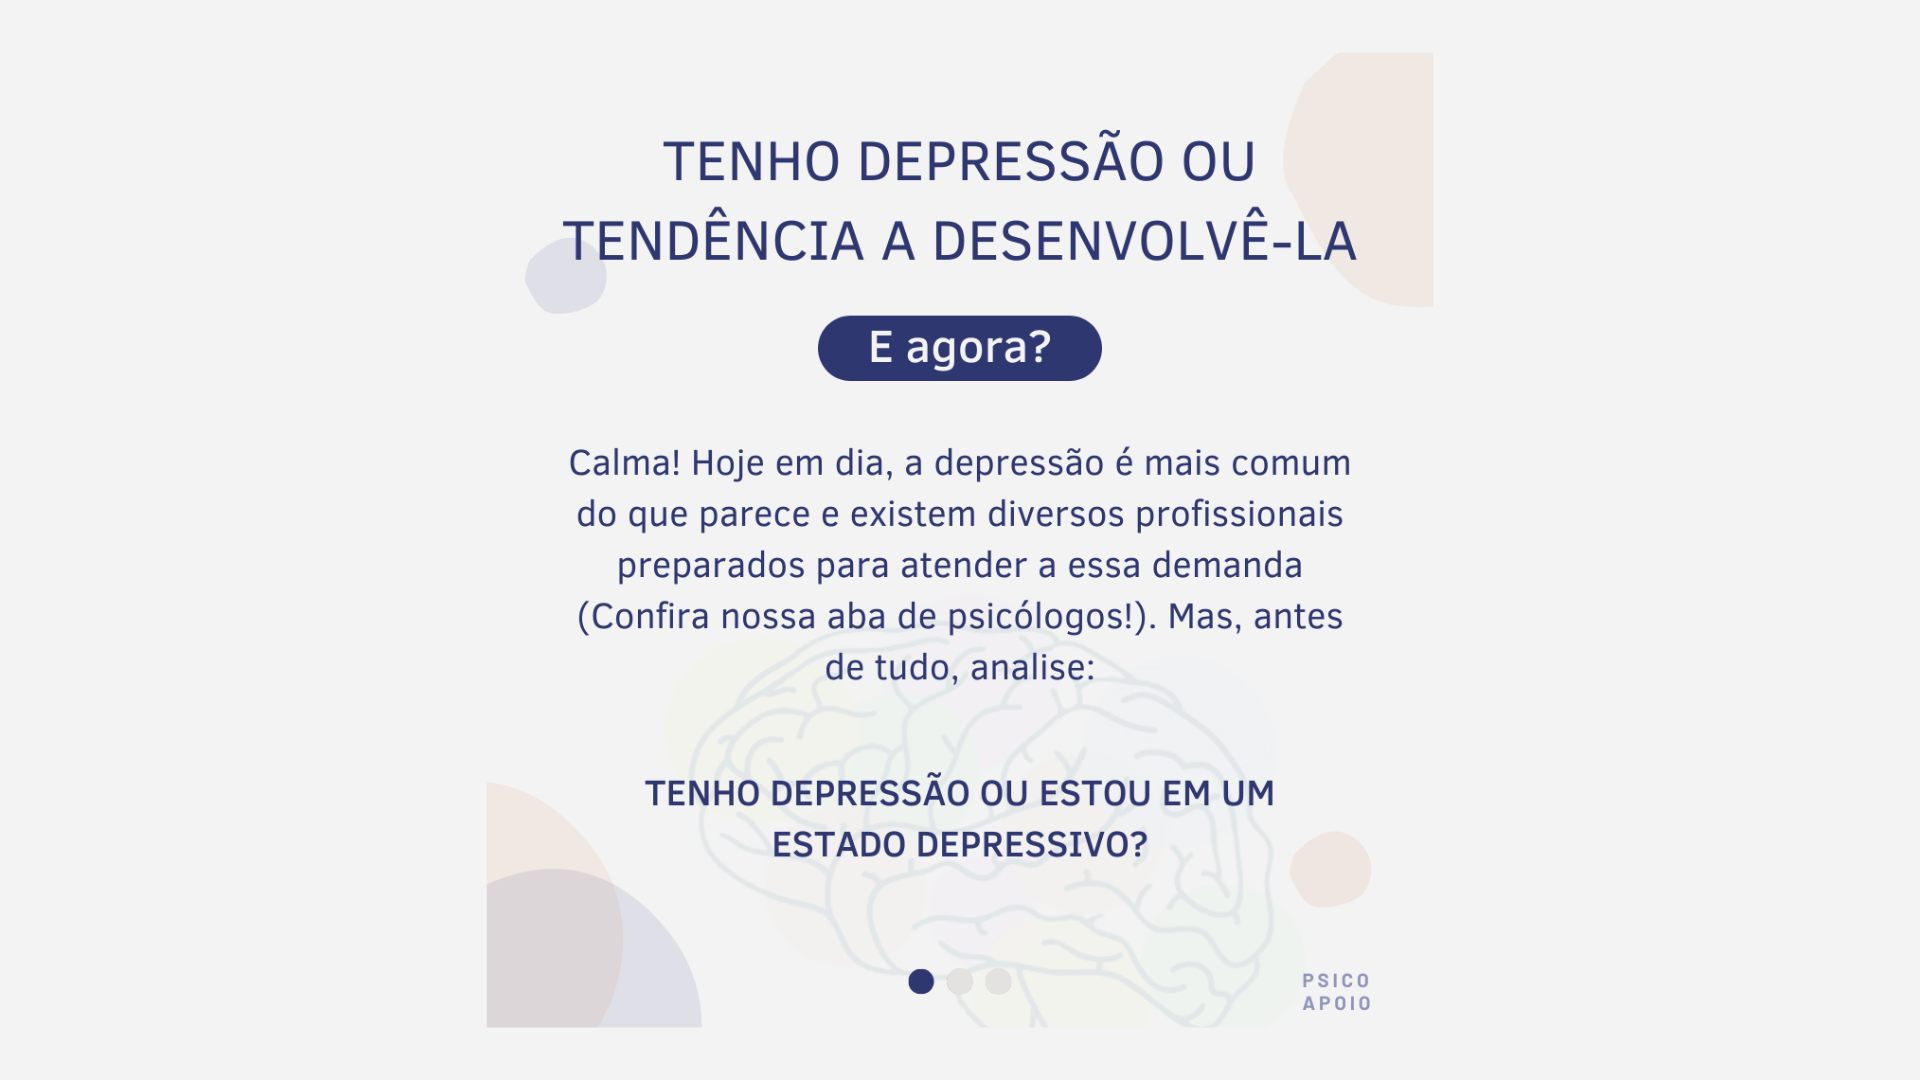 TENHO DEPRESSÃO OU
TENDÊNCIA A DESENVOLVÊ-LA
E agora?
Calma! Hoje em dia, a depressão é mais comum
do que parece e existem diversos profissionais
preparados para atender a essa demanda
(Confira nossa aba de psicólogos!). Mas, antes
de tudo, analise:
TENHO DEPRESSÃO OU ESTOU EM UM
ESTADO DEPRESSIVO?
PSICO
APOIO